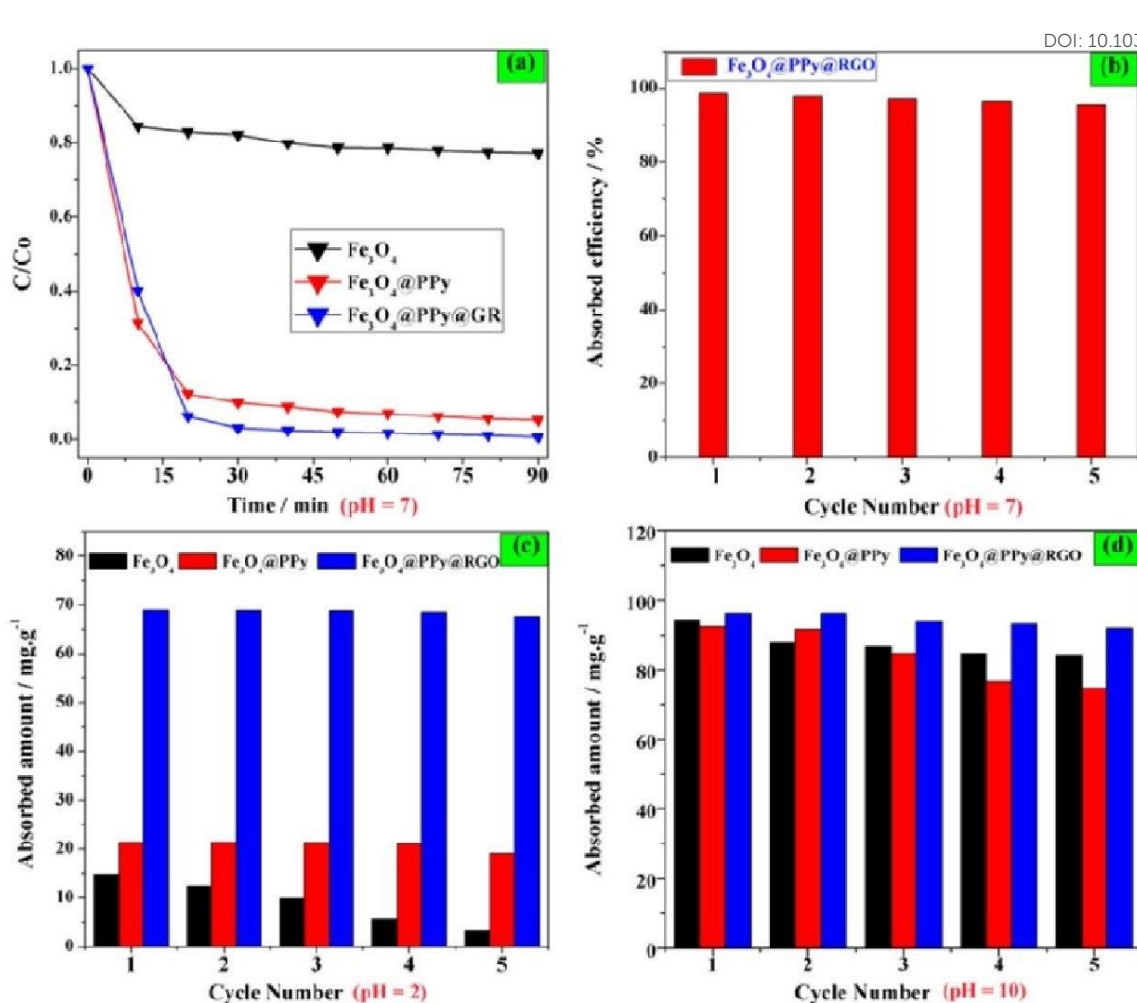 DOI: 10.103
(a)
1.0
0.8
0.6
0.4
0.2
0.0
C/Co
Fe₃O₄
Fe₃O₄@PPy
Fe₃O₄@PPy@GR
0 15 30 45 60 75 90
Time / min (pH = 7)
(b)
Fe₃O₄@PPy@RGO
100
80
60
40
20
0
Absorbed efficiency / %
1 2 3 4 5
Cycle Number (pH = 7)
(c)
Fe₃O₄ Fe₃O₄@PPy Fe₃O₄@PPy@RGO
80
70
60
50
40
30
20
10
0
Absorbed amount / mg.g⁻¹
1 2 3 4 5
Cycle Number (pH = 2)
(d)
120
Fe₃O₄ Fe₃O₄@PPy Fe₃O₄@PPy@RGO
100
80
60
40
20
0
Absorbed amount / mg.g⁻¹
1 2 3 4 5
Cycle Number (pH = 10)